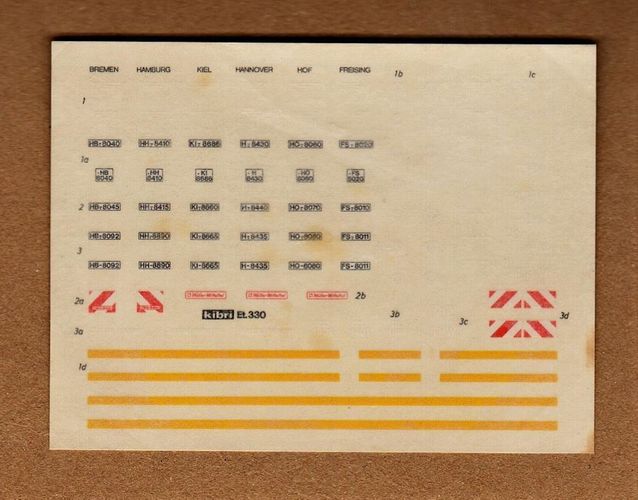 BREMEN HAMBURG KIEL HANNOVER HOF FREISING 1b 1c
1
HB-8040 HH-8410 KI-8686 H-8430 HO-8060 FS-8020
1a
-HB -HH -KI -H -HO -FS
8040 8410 8686 8430 8060 8020
2 HB-8045 HH-8415 KI-8660 H-8440 HO-8070 FS-8010
HB-8092 HH-8890 KI-8665 H-8435 HO-8080 FS-8011
3
HB-8092 HH-8890 KI-8665 H-8435 HO-8080 FS-8011
2a 2b
kibri Et.330 3b 3c 3d
3a
1d